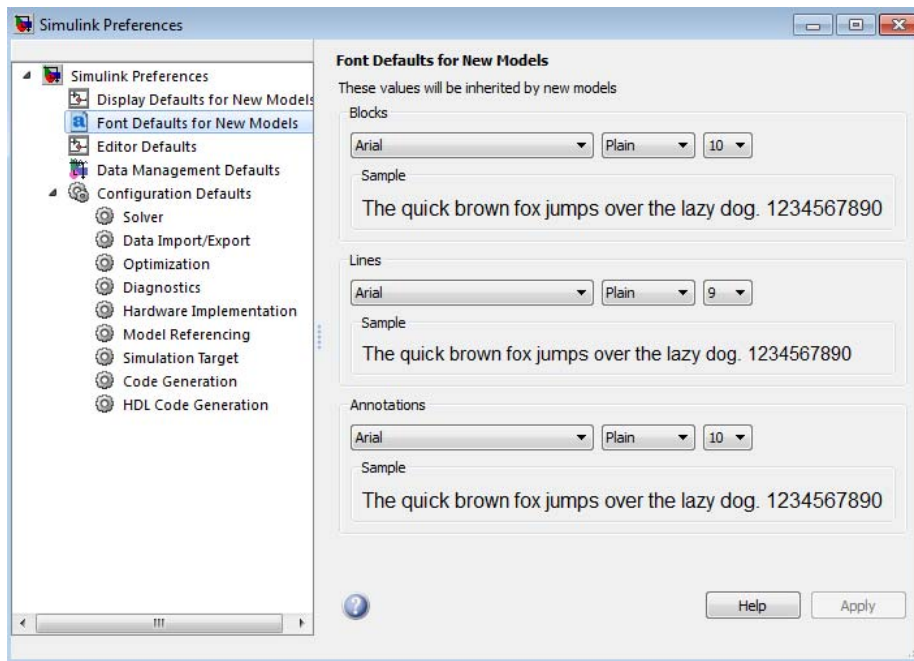 Simulink Preferences
Simulink Preferences
Display Defaults for New Models
Font Defaults for New Models
Editor Defaults
Data Management Defaults
Configuration Defaults
Solver
Data Import/Export
Optimization
Diagnostics
Hardware Implementation
Model Referencing
Simulation Target
Code Generation
HDL Code Generation
Font Defaults for New Models
These values will be inherited by new models
Blocks
Arial Plain 10
Sample
The quick brown fox jumps over the lazy dog. 1234567890
Lines
Arial Plain 9
Sample
The quick brown fox jumps over the lazy dog. 1234567890
Annotations
Arial Plain 10
Sample
The quick brown fox jumps over the lazy dog. 1234567890
Help Apply